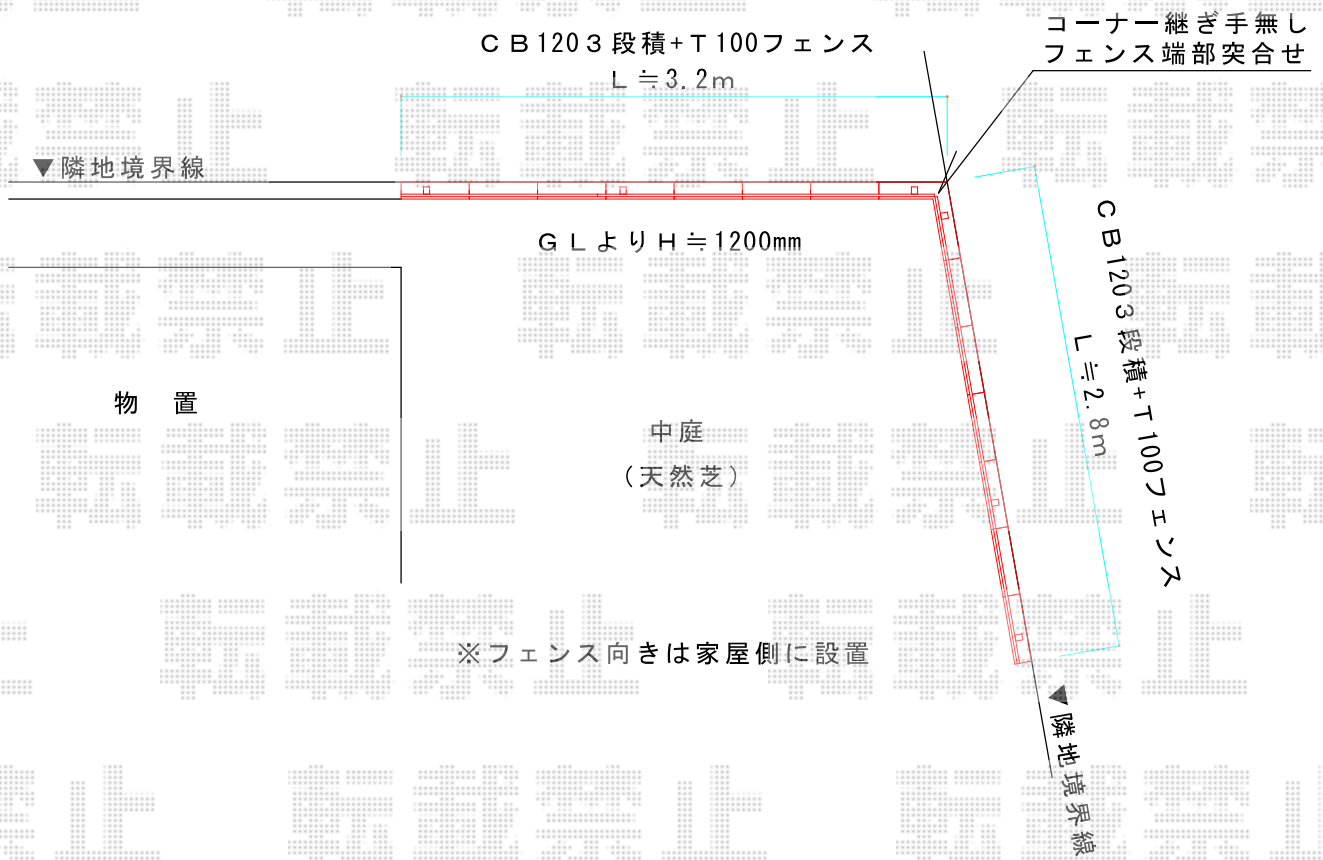 コーナー継ぎ手無し
フェンス端部突合せ
CB1203段積+T100フェンス
L≒3.2m
▼隣地境界線
GLよりH≒1200mm
CB1203段積+T100フェンス
L≒2.8m
物 置
中庭
(天然芝)
※フェンス向きは家屋側に設置
▼隣地境界線
転載禁止